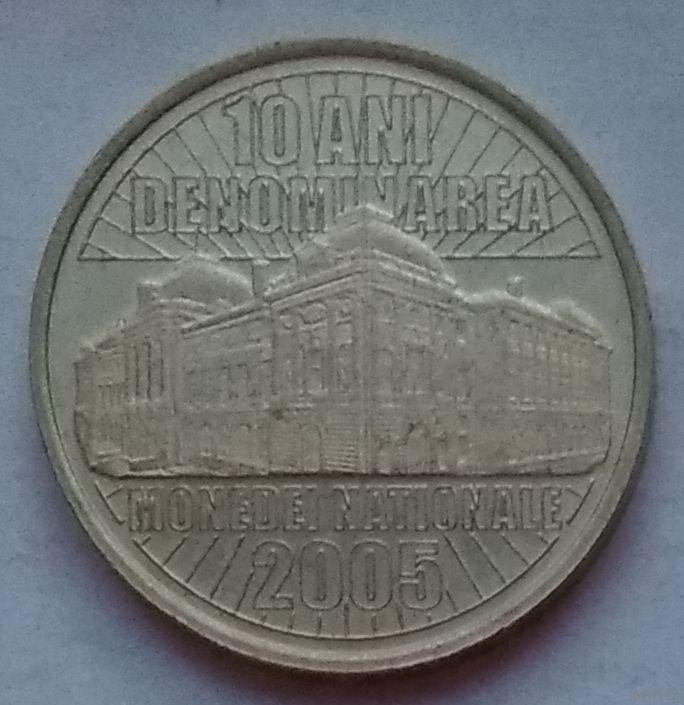 10 ANI
DENOMINAREA
MONEDEI NATIONALE
2005